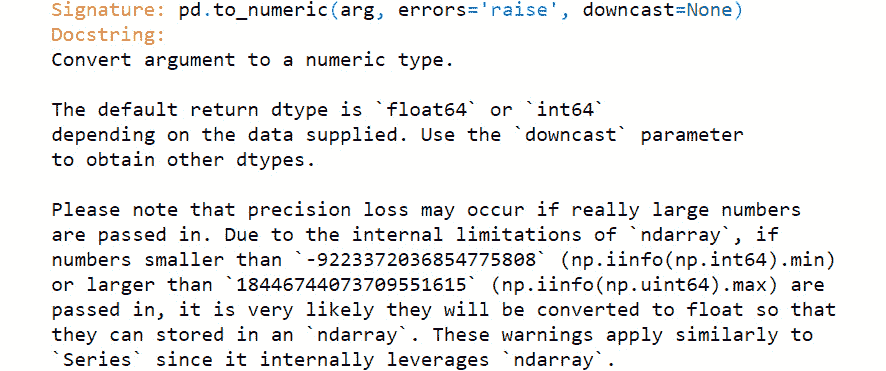 Signature: pd.to_numeric(arg, errors='raise', downcast=None)
Docstring:
Convert argument to a numeric type.
The default return dtype is `float64` or `int64`
depending on the data supplied. Use the `downcast` parameter
to obtain other dtypes.
Please note that precision loss may occur if really large numbers
are passed in. Due to the internal limitations of `ndarray`, if
numbers smaller than `-9223372036854775808` (np.iinfo(np.int64).min)
or larger than `18446744073709551615` (np.iinfo(np.uint64).max) are
passed in, it is very likely they will be converted to float so that
they can stored in an `ndarray`. These warnings apply similarly to
`Series` since it internally leverages `ndarray`.